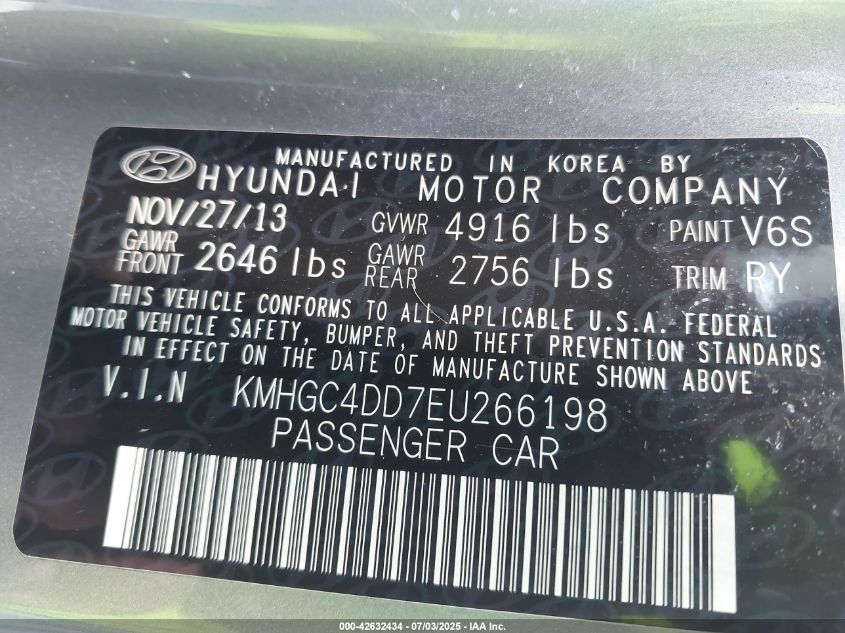 MANUFACTURED IN KOREA BY
HYUNDAI MOTOR COMPANY
NOV/27/13 GVWR 4916 lbs PAINT V6S
GAWR FRONT 2646 lbs GAWR REAR 2756 lbs TRIM RY
THIS VEHICLE CONFORMS TO ALL APPLICABLE U.S.A. FEDERAL
MOTOR VEHICLE SAFETY, BUMPER, AND THEFT PREVENTION STANDARDS
IN EFFECT ON THE DATE OF MANUFACTURE SHOWN ABOVE
V.I.N KMHGC4DD7EU266198
PASSENGER CAR
000-42632434 - 07/03/2025 - IAA Inc.